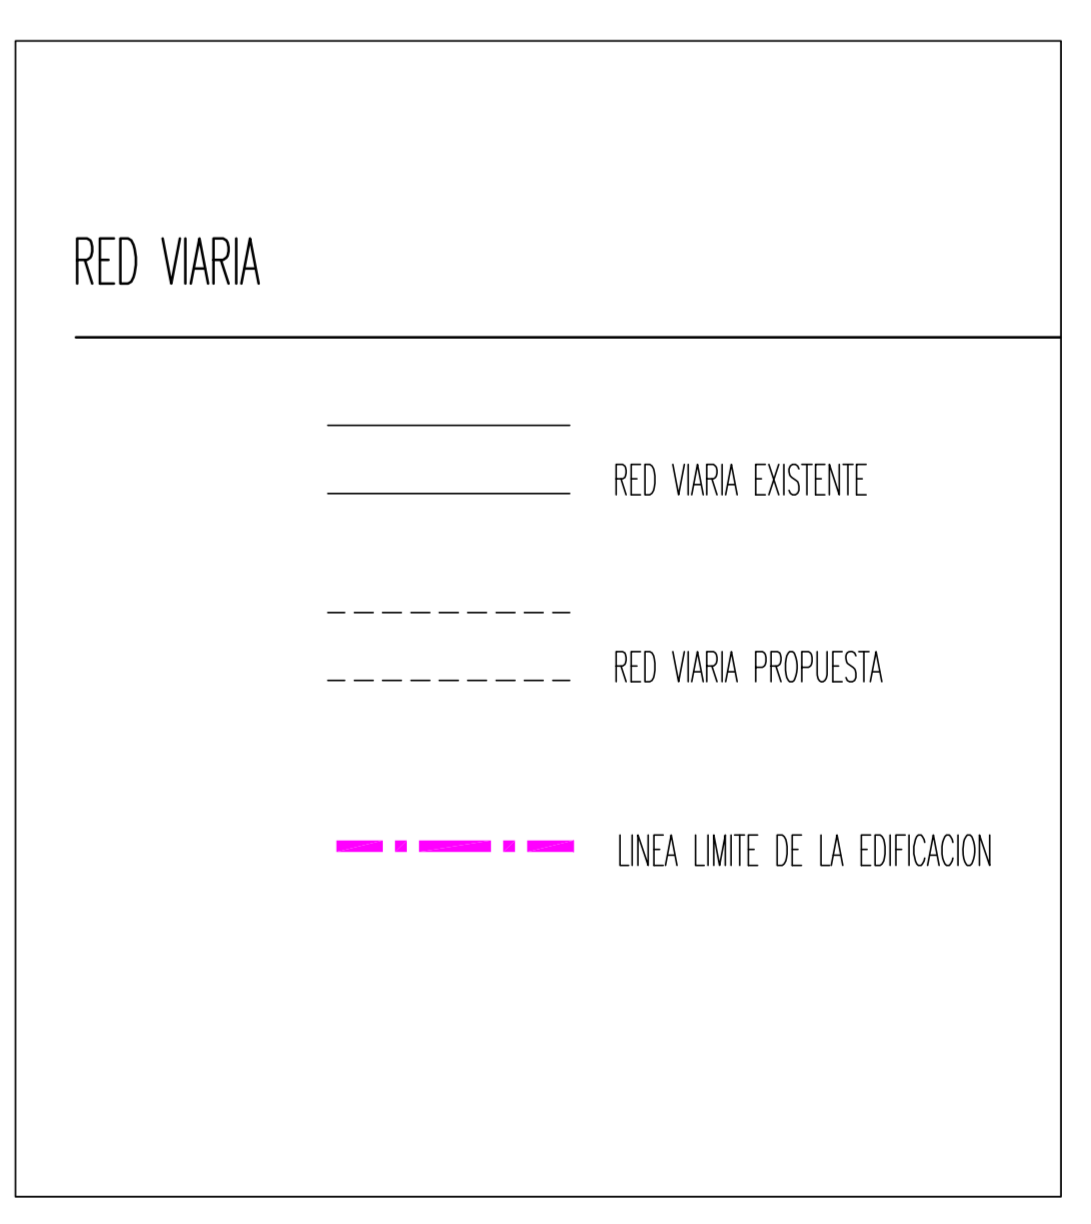 RED VIARIA
RED VIARIA EXISTENTE
RED VIARIA PROPUESTA
LINEA LIMITE DE LA EDIFICACION